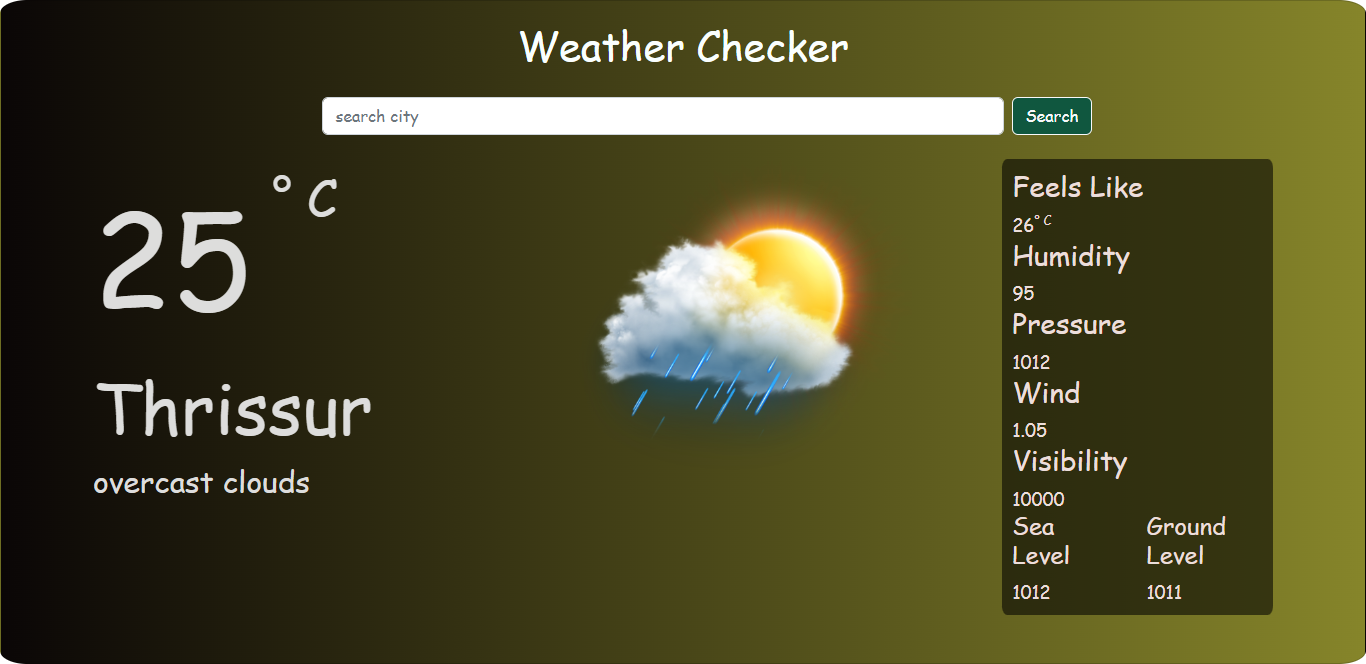 Weather Checker
search city
Search
25 ° C
Thrissur
overcast clouds
Feels Like
26° C
Humidity
95
Pressure
1012
Wind
1.05
Visibility
10000
Sea Level
1012
Ground Level
1011